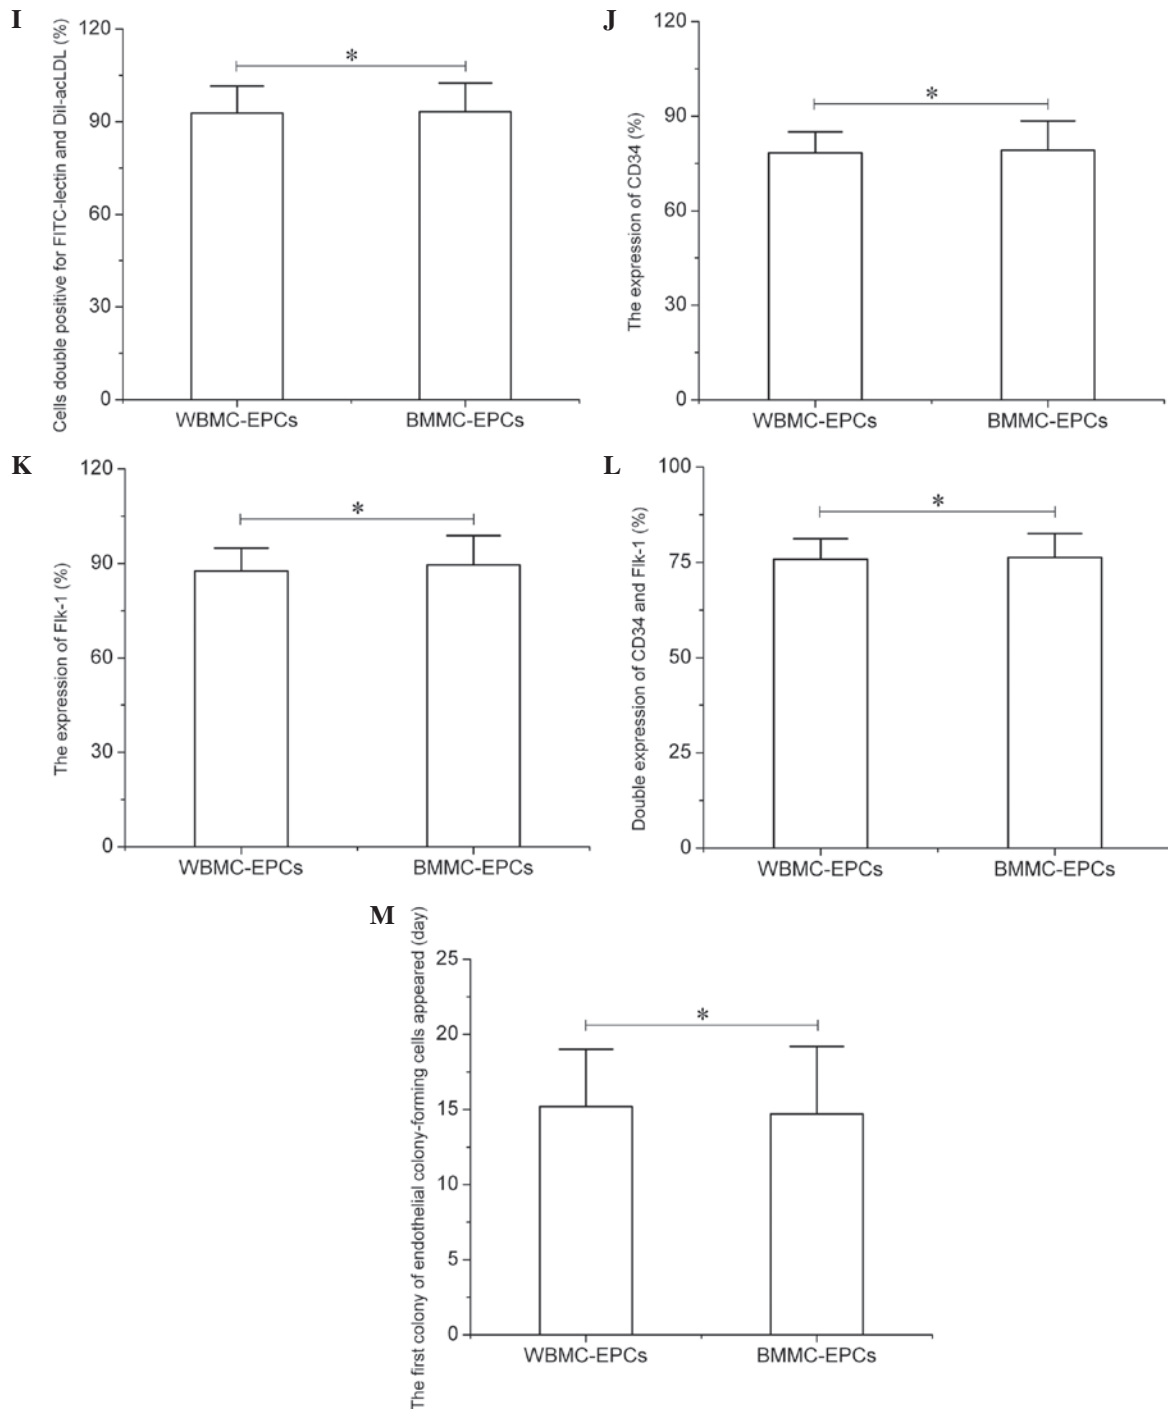 I
Cells double positive for FITC-lectin and Dil-acLDL (%)
120
90
60
30
0
*
WBMC-EPCs
BMMC-EPCs
J
The expression of CD34 (%)
120
90
60
30
0
*
WBMC-EPCs
BMMC-EPCs
K
The expression of Flk-1 (%)
120
90
60
30
0
*
WBMC-EPCs
BMMC-EPCs
L
Double expression of CD34 and Flk-1 (%)
100
75
50
25
0
*
WBMC-EPCs
BMMC-EPCs
M
The first colony of endothelial colony-forming cells appeared (day)
25
20
15
10
5
0
*
WBMC-EPCs
BMMC-EPCs